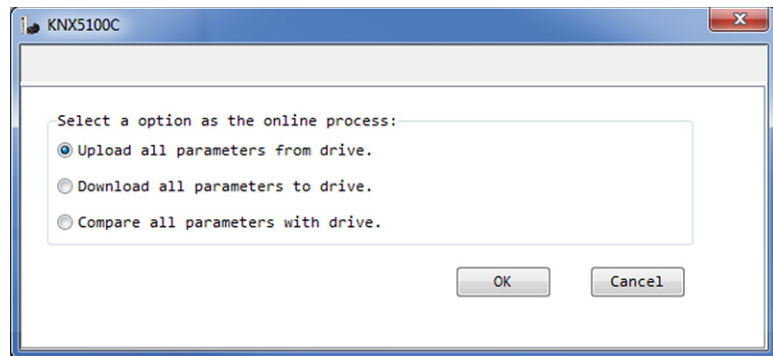 KNX5100C
Select a option as the online process:
Upload all parameters from drive.
Download all parameters to drive.
Compare all parameters with drive.
OK
Cancel